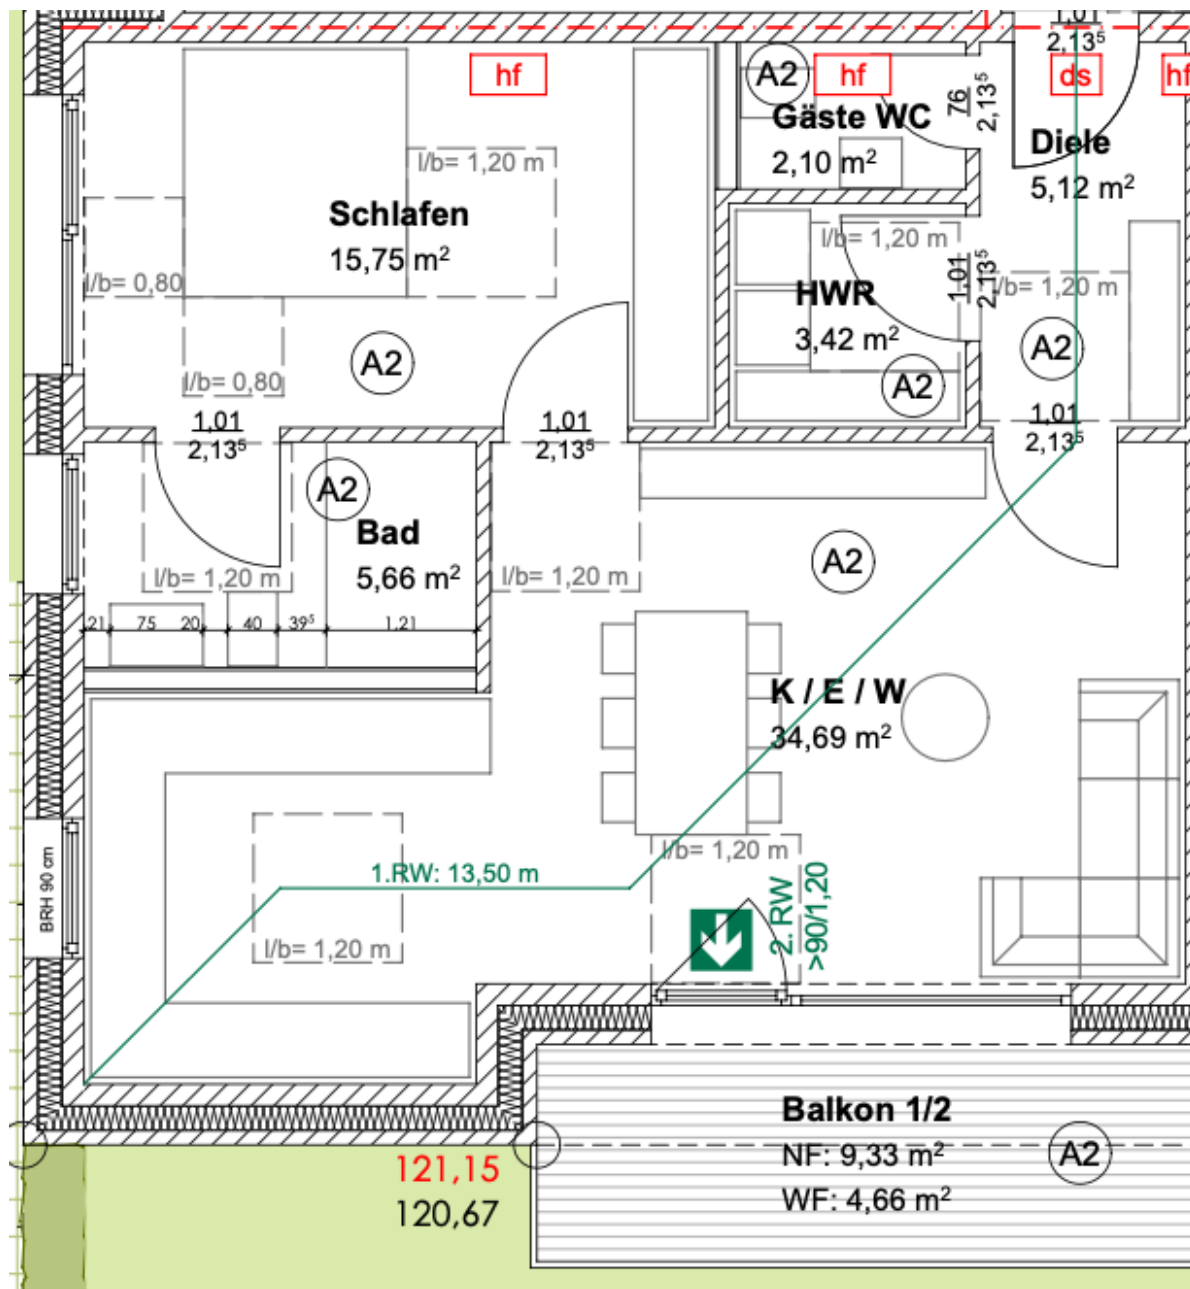 1,01
2,13⁵
hf
A2
hf
ds
hf
Gäste WC
2,10 m²
76
2,13⁵
Diele
5,12 m²
l/b= 1,20 m
Schlafen
15,75 m²
l/b= 0,80
l/b= 1,20 m
HWR
3,42 m²
1,01
2,13⁵
l/b= 1,20 m
A2
A2
A2
l/b= 0,80
1,01
2,13⁵
1,01
2,13⁵
1,01
2,13⁵
A2
Bad
5,66 m²
l/b= 1,20 m
l/b= 1,20 m
A2
21 75 20 40 39⁵ 1,21
K / E / W
34,69 m²
l/b= 1,20 m
1.RW: 13,50 m
2. RW
>90/1,20
BRH 90 cm
l/b= 1,20 m
Balkon 1/2
NF: 9,33 m²
WF: 4,66 m²
A2
121,15
120,67